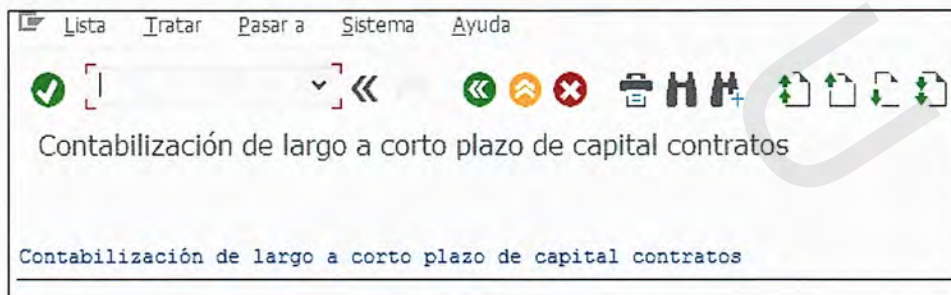 Lista Tratar Pasar a Sistema Ayuda
Contabilización de largo a corto plazo de capital contratos
Contabilización de largo a corto plazo de capital contratos